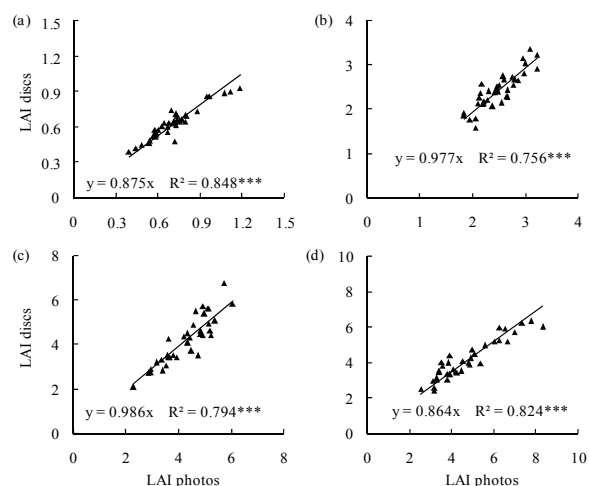 (a)
1.5
1.2
0.9
0.6
0.3
0
LAI discs
y = 0.875x R² = 0.848***
0 0.3 0.6 0.9 1.2 1.5
(b)
4
3
2
1
0
y = 0.977x R² = 0.756***
0 1 2 3 4
(c)
8
6
4
2
0
LAI discs
y = 0.986x R² = 0.794***
0 2 4 6 8
LAI photos
(d)
10
8
6
4
2
0
y = 0.864x R² = 0.824***
0 2 4 6 8 10
LAI photos